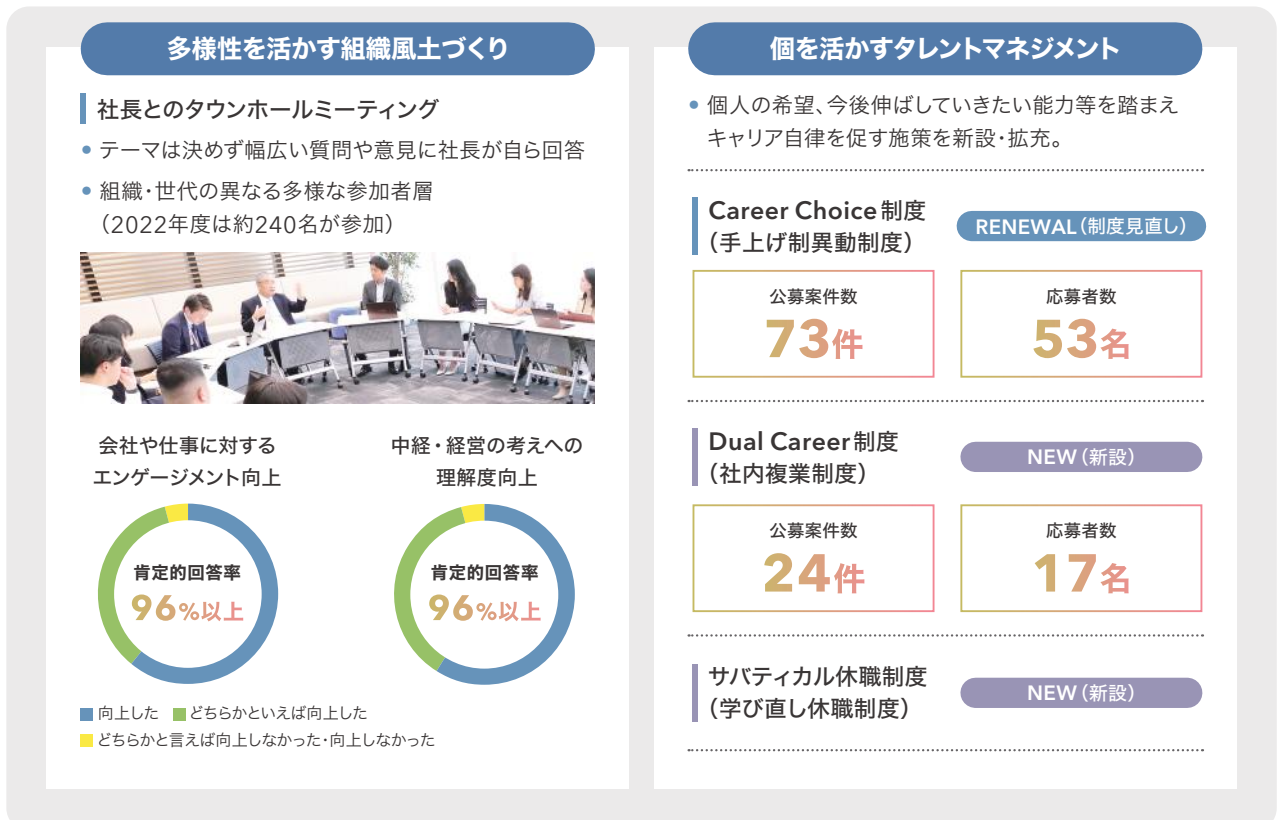 多様性を活かす組織風土づくり
社長とのタウンホールミーティング
• テーマは決めず幅広い質問や意見に社長が自ら回答
• 組織・世代の異なる多様な参加者層
（2022年度は約240名が参加）
会社や仕事に対する
エンゲージメント向上
肯定的回答率
96%以上
中経・経営の考えへの
理解度向上
肯定的回答率
96%以上
向上した どちらかといえば向上した
どちらかと言えば向上しなかった・向上しなかった
個を活かすタレントマネジメント
• 個人の希望、今後伸ばしていきたい能力等を踏まえ
キャリア自律を促す施策を新設・拡充。
Career Choice制度
（手上げ制異動制度）
RENEWAL（制度見直し）
公募案件数
73件
応募者数
53名
Dual Career制度
（社内複業制度）
NEW（新設）
公募案件数
24件
応募者数
17名
サバティカル休職制度
（学び直し休職制度）
NEW（新設）